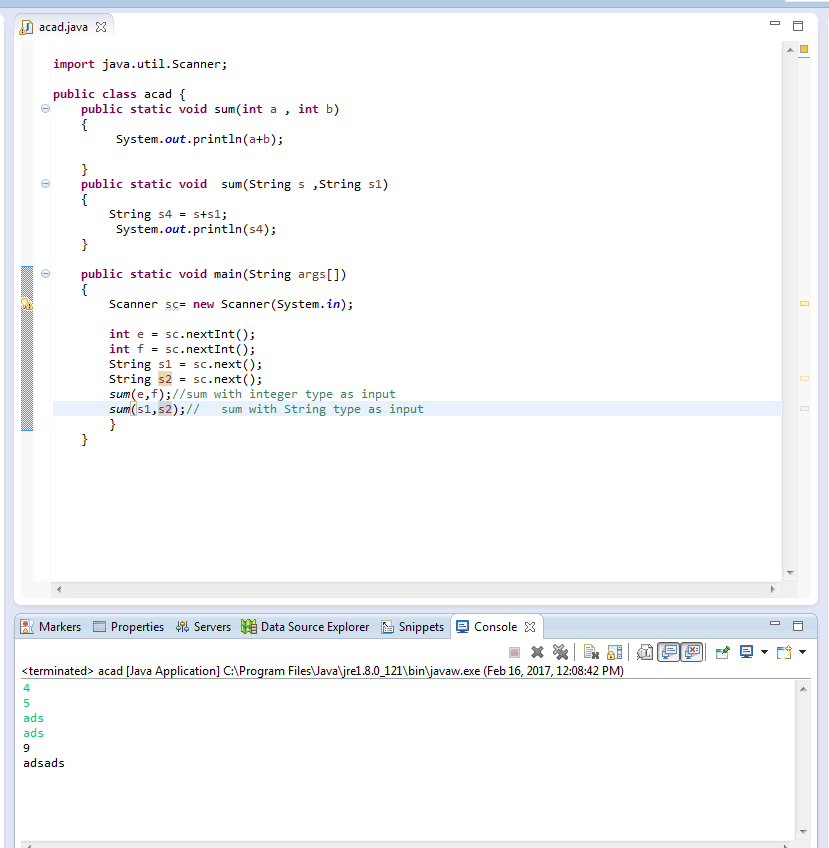 acad.java
import java.util.Scanner;
public class acad {
public static void sum(int a , int b)
{
System.out.println(a+b);
}
public static void  sum(String s ,String s1)
{
String s4 = s+s1;
System.out.println(s4);
}
public static void main(String args[])
{
Scanner sc= new Scanner(System.in);
int e = sc.nextInt();
int f = sc.nextInt();
String s1 = sc.next();
String s2 = sc.next();
sum(e,f);//sum with integer type as input
sum(s1,s2);//   sum with String type as input
}
}
Markers Properties Servers Data Source Explorer Snippets Console
<terminated> acad [Java Application] C:\Program Files\Java\jre1.8.0_121\bin\javaw.exe (Feb 16, 2017, 12:08:42 PM)
4
5
ads
ads
9
adsads